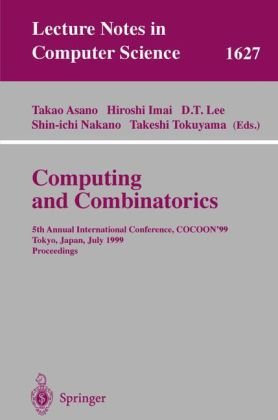 Lecture Notes in
Computer Science 1627
Takao Asano Hiroshi Imai D.T. Lee
Shin-ichi Nakano Takeshi Tokuyama (Eds.)
Computing
and Combinatorics
5th Annual International Conference, COCOON'99
Tokyo, Japan, July 1999
Proceedings
Springer